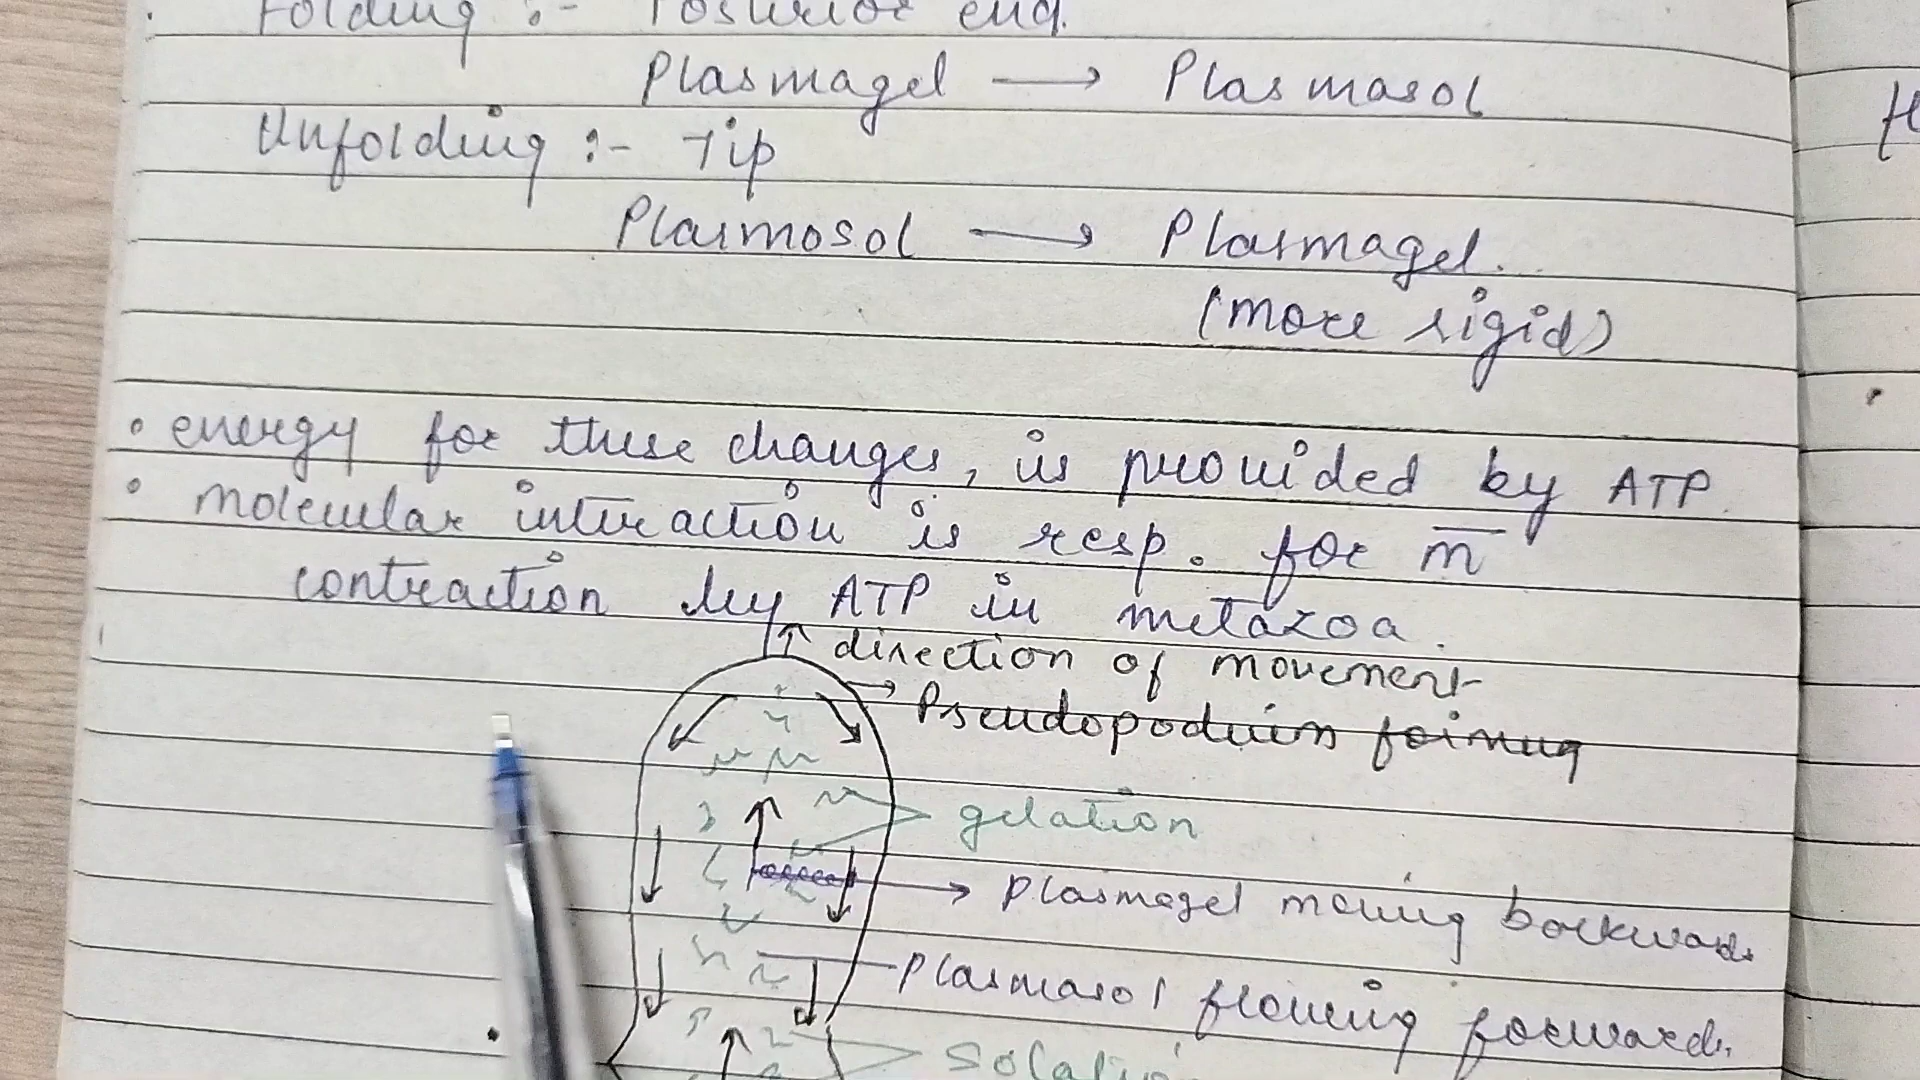 Folding :- Posterior end.
Plasmagel → Plasmasol
Unfolding :- Tip
Plasmosol → Plasmagel.
(more rigid)
• energy for these changes, is provided by ATP.
• molecular interaction is resp. for m̅
contraction by ATP in metazoa.
↑ direction of movement
→ Pseudopodium forming
gelation
→ Plasmagel moving backward.
Plasmasol flowing forward.
solation